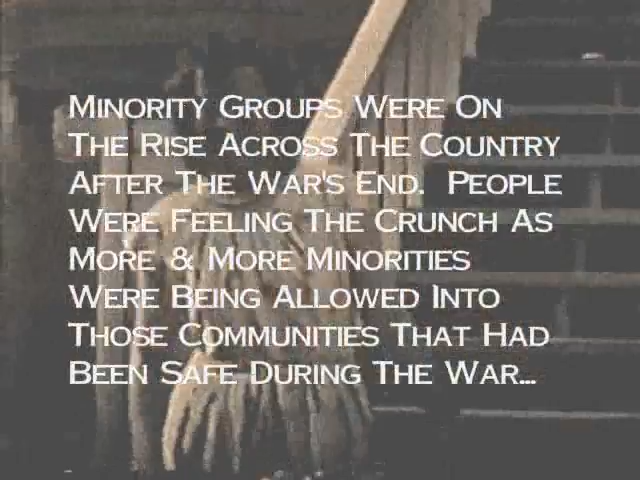 Minority Groups Were On
The Rise Across The Country
After The War's End. People
Were Feeling The Crunch As
More & More Minorities
Were Being Allowed Into
Those Communities That Had
Been Safe During The War...